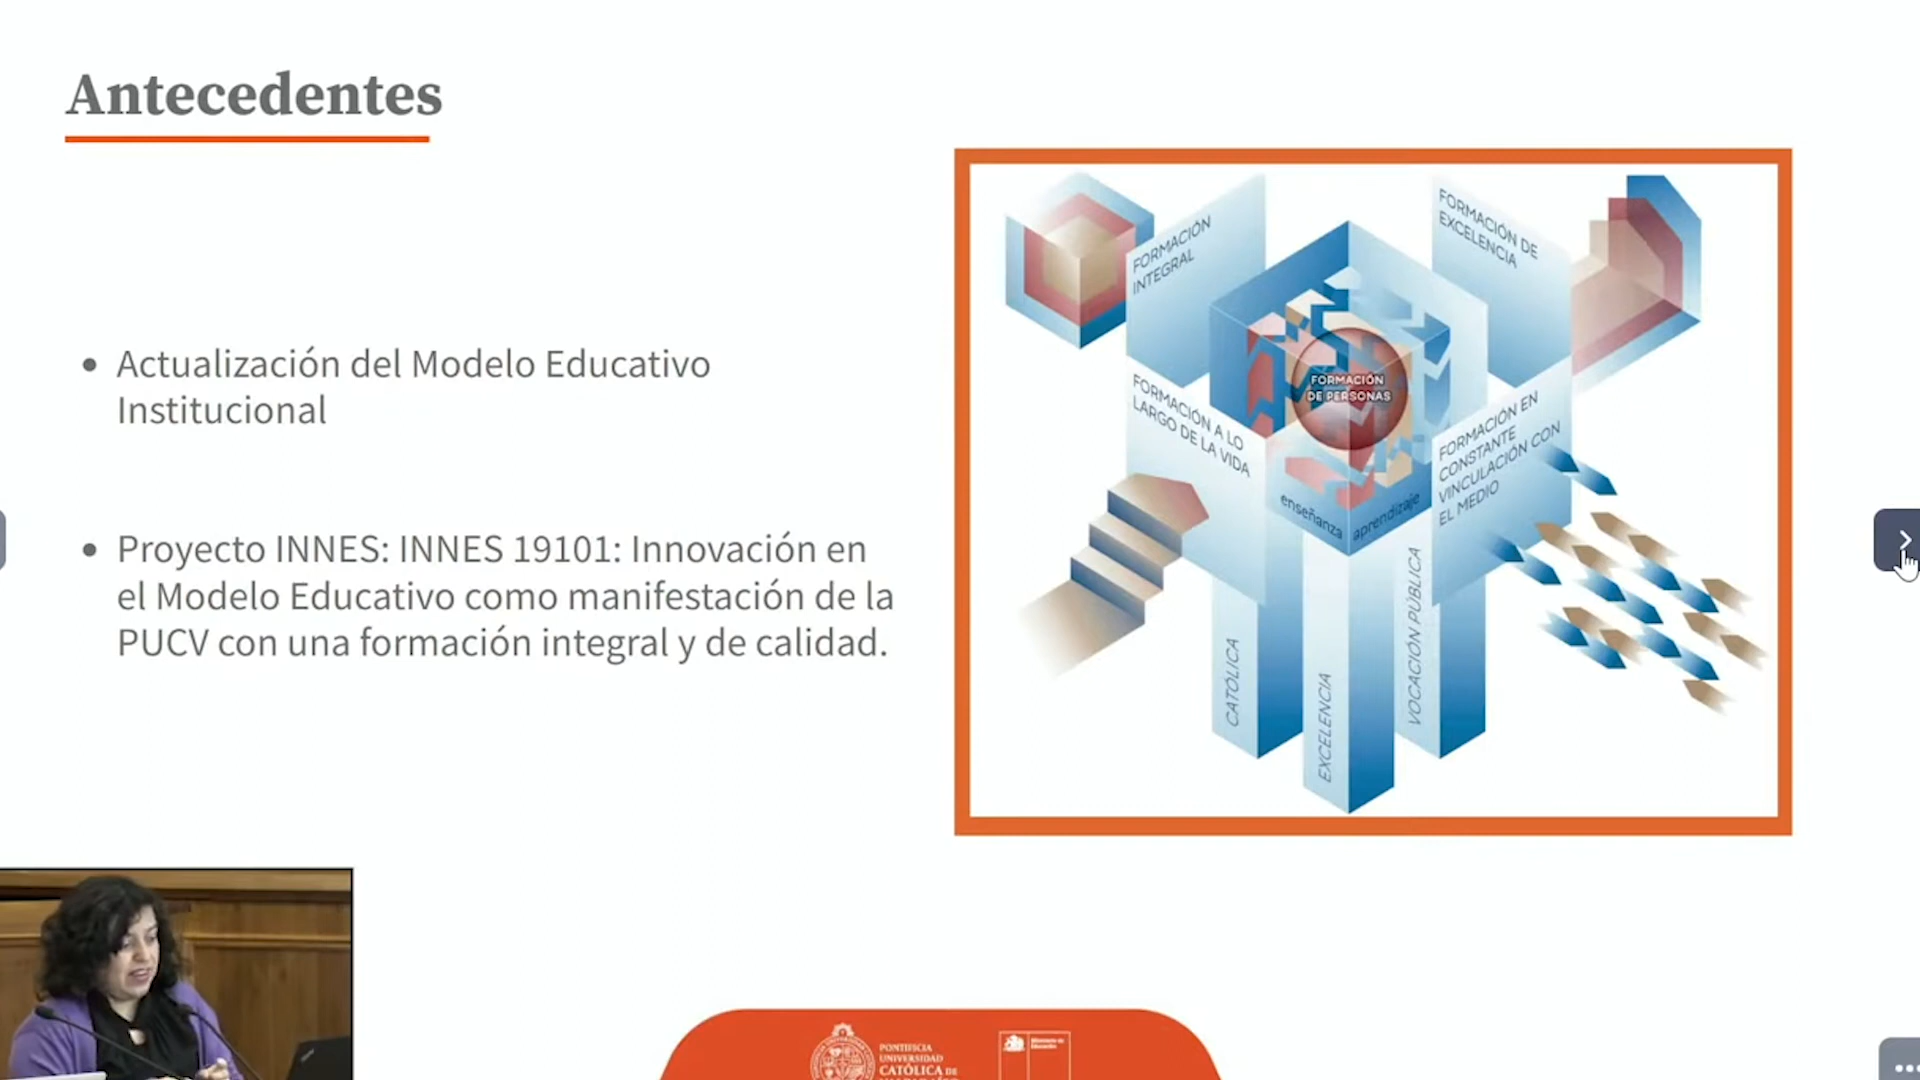 Antecedentes
• Actualización del Modelo Educativo
Institucional
• Proyecto INNES: INNES 19101: Innovación en
el Modelo Educativo como manifestación de la
PUCV con una formación integral y de calidad.
FORMACIÓN
INTEGRAL
FORMACIÓN DE
EXCELENCIA
FORMACIÓN
DE PERSONAS
FORMACIÓN A LO
LARGO DE LA VIDA
FORMACIÓN EN
CONSTANTE
VINCULACIÓN CON
EL MEDIO
enseñanza
aprendizaje
CATÓLICA
EXCELENCIA
VOCACIÓN PÚBLICA
PONTIFICIA
UNIVERSIDAD
CATÓLICA DE
Ministerio de
Educación